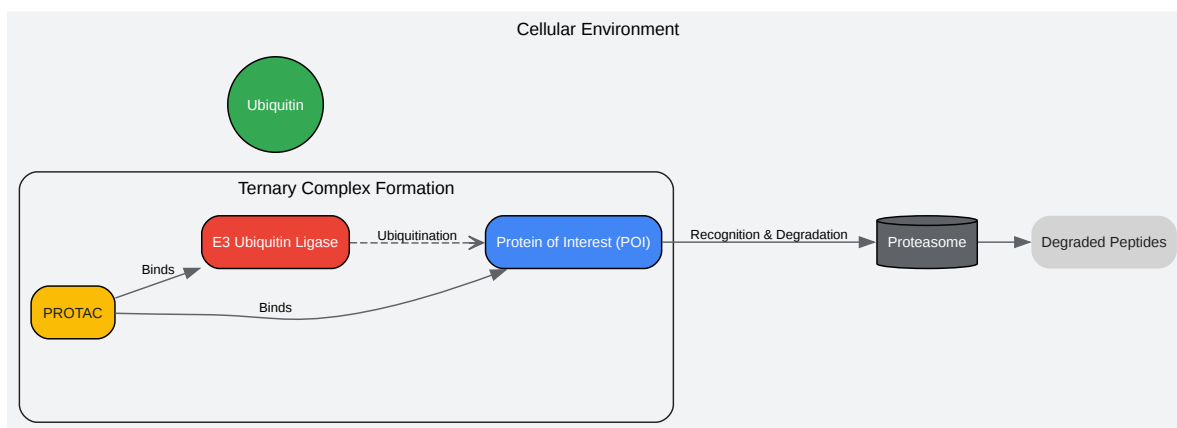 Cellular Environment
Ubiquitin
Ternary Complex Formation
E3 Ubiquitin Ligase
Ubiquitination
Protein of Interest (POI)
Recognition & Degradation
Proteasome
Degraded Peptides
Binds
PROTAC
Binds